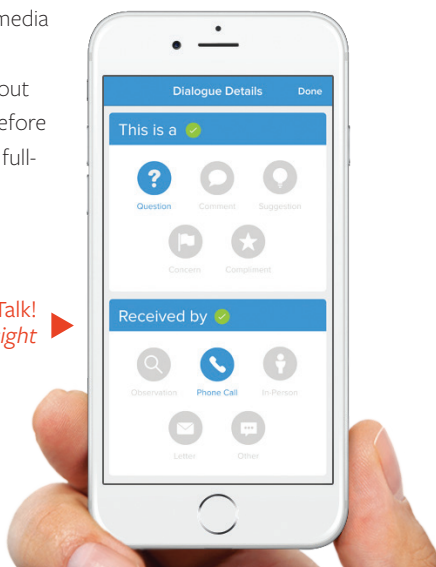 media
out
efore
full-
Talk!
ight
Dialogue Details Done
This is a
Question Comment Suggestion
Concern Compliment
Received by
Observation Phone Call In-Person
Letter Other